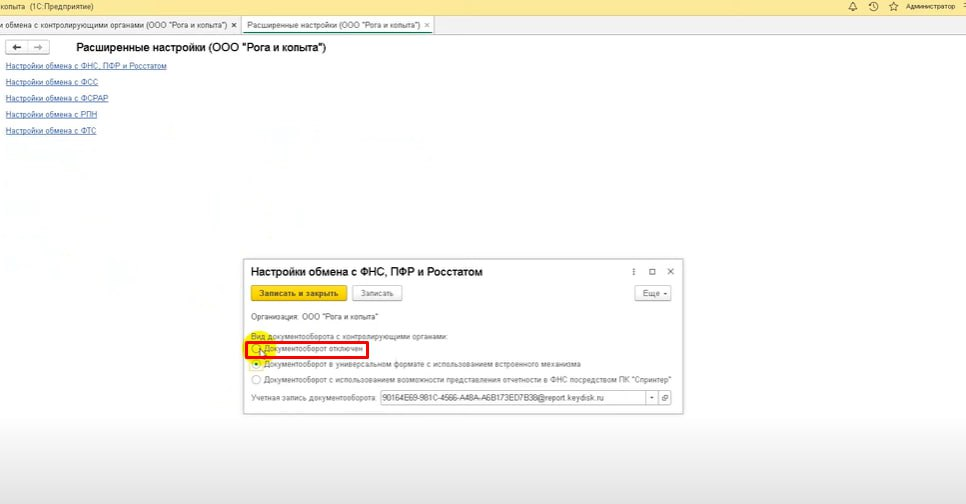 копыта (1С:Предприятие)
Администратор
и обмена с контролирующими органами (ООО "Рога и копыта") ×
Расширенные настройки (ООО "Рога и копыта") ×
Расширенные настройки (ООО "Рога и копыта")
Настройки обмена с ФНС, ПФР и Росстатом
Настройки обмена с ФСС
Настройки обмена с ФСРАР
Настройки обмена с РПН
Настройки обмена с ФТС
Настройки обмена с ФНС, ПФР и Росстатом
Записать и закрыть
Записать
Еще
Организация: ООО "Рога и копыта"
Вид документооборота с контролирующими органами:
Документооборот отключен
Документооборот в универсальном формате с использованием встроенного механизма
Документооборот с использованием возможности представления отчетности в ФНС посредством ПК "Спринтер"
Учетная запись документооборота: 90164E69-981C-4566-A48A-A6B173ED7B38@report.keydisk.ru